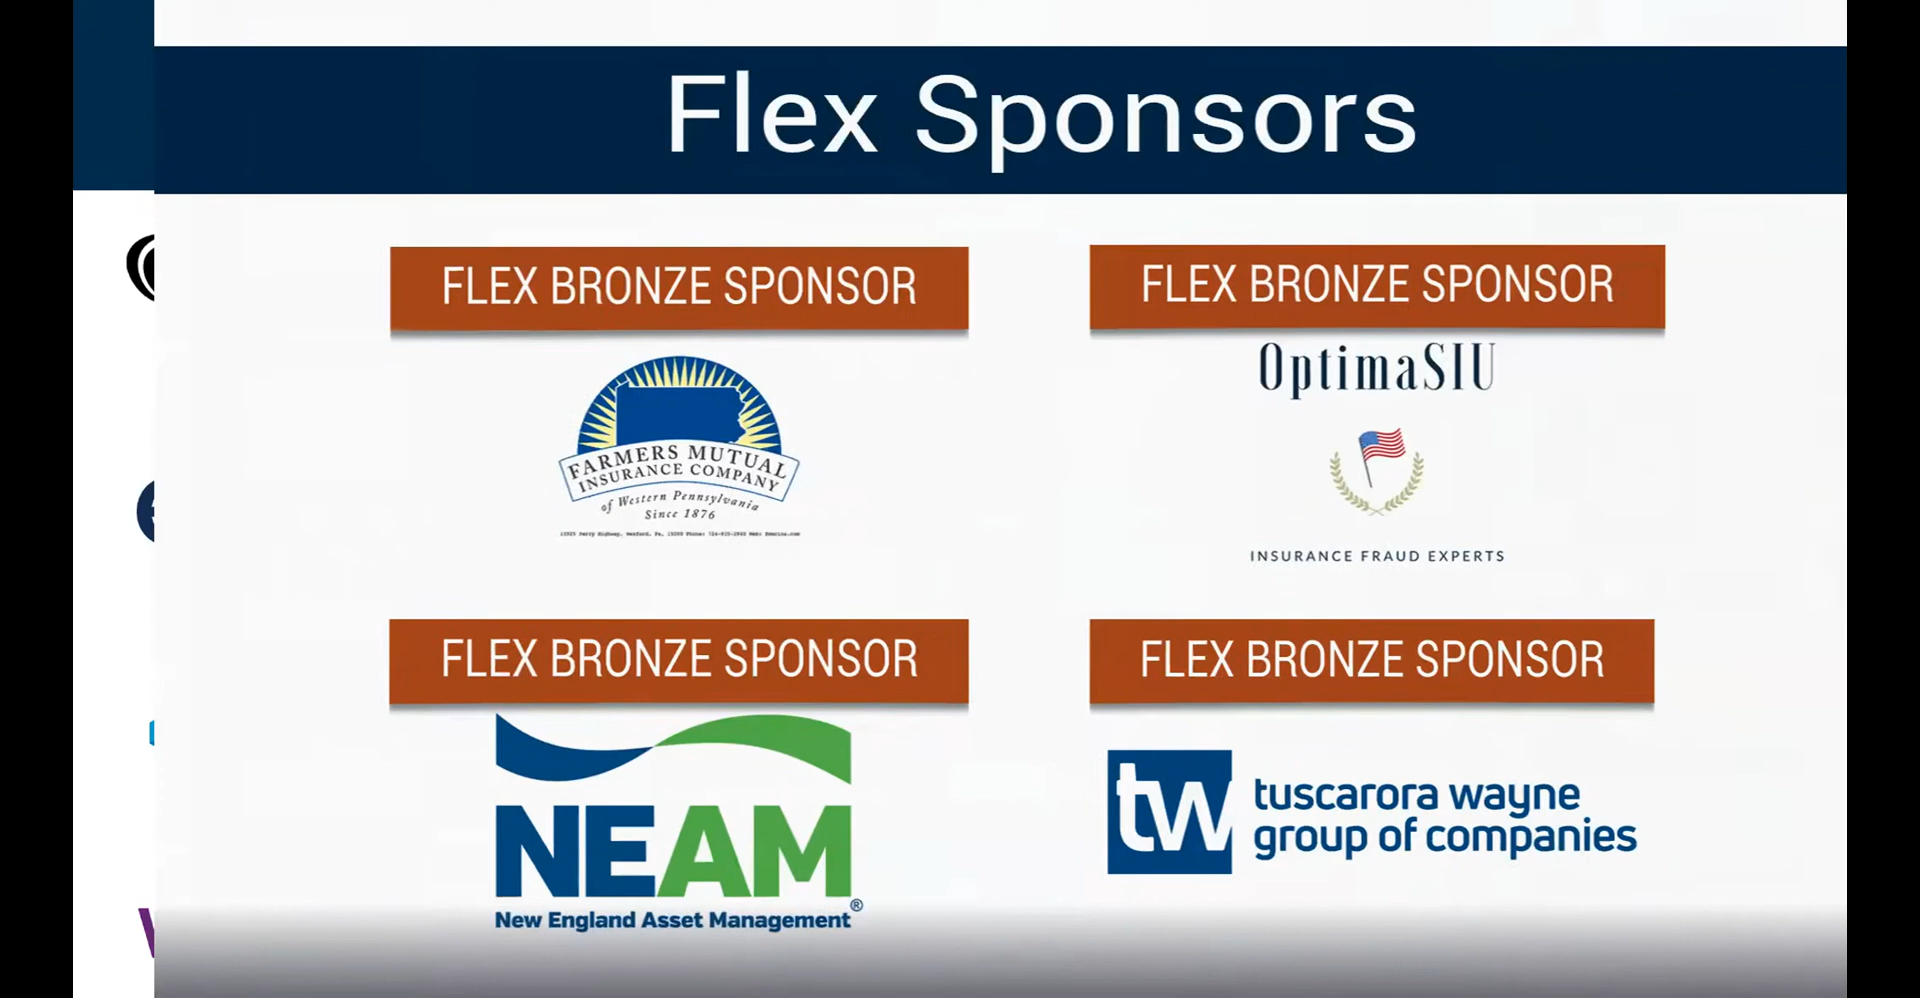 Flex Sponsors
FLEX BRONZE SPONSOR
FARMERS MUTUAL
INSURANCE COMPANY
of Western Pennsylvania
Since 1876
FLEX BRONZE SPONSOR
OptimaSIU
INSURANCE FRAUD EXPERTS
FLEX BRONZE SPONSOR
NEAM
New England Asset Management®
FLEX BRONZE SPONSOR
tw
tuscarora wayne
group of companies